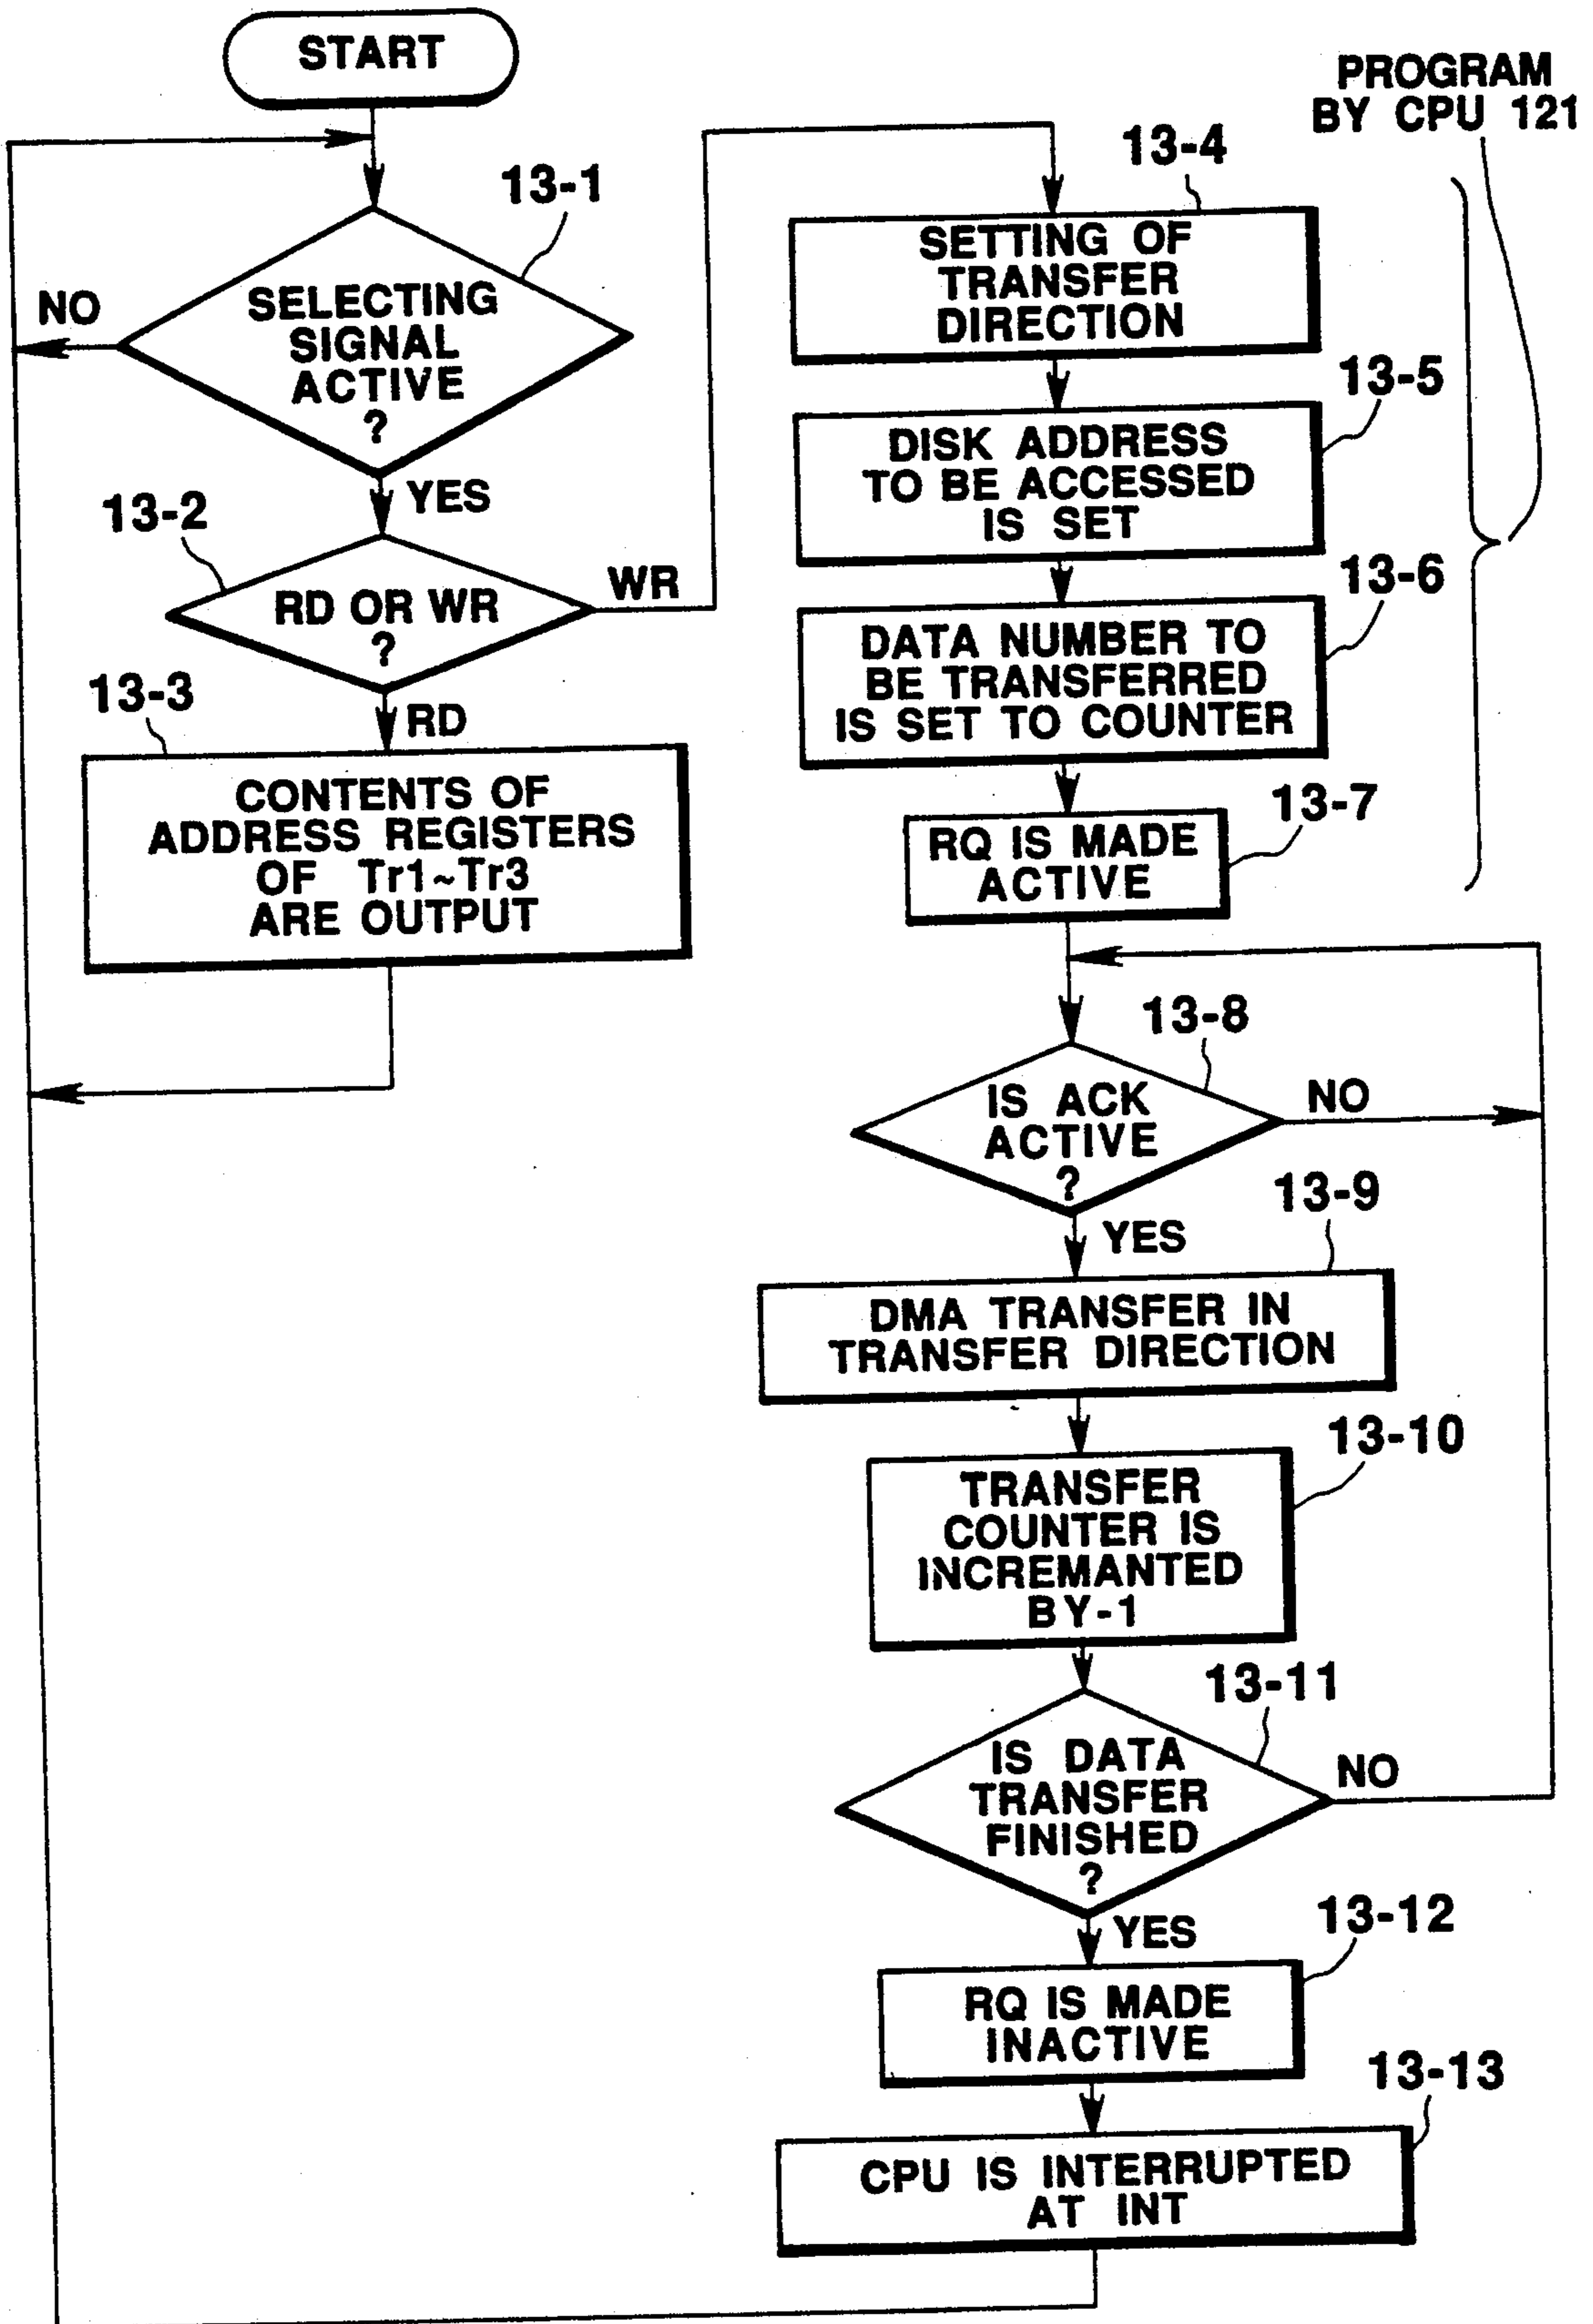 START
PROGRAM
BY CPU 121
13-1
SELECTING
SIGNAL
ACTIVE
?
NO
YES
13-2
RD OR WR
?
WR
RD
13-3
CONTENTS OF
ADDRESS REGISTERS
OF Tr1~Tr3
ARE OUTPUT
13-4
SETTING OF
TRANSFER
DIRECTION
13-5
DISK ADDRESS
TO BE ACCESSED
IS SET
13-6
DATA NUMBER TO
BE TRANSFERRED
IS SET TO COUNTER
13-7
RQ IS MADE
ACTIVE
13-8
IS ACK
ACTIVE
?
NO
YES
13-9
DMA TRANSFER IN
TRANSFER DIRECTION
13-10
TRANSFER
COUNTER IS
INCREMANTED
BY-1
13-11
IS DATA
TRANSFER
FINISHED
?
NO
YES
13-12
RQ IS MADE
INACTIVE
13-13
CPU IS INTERRUPTED
AT INT